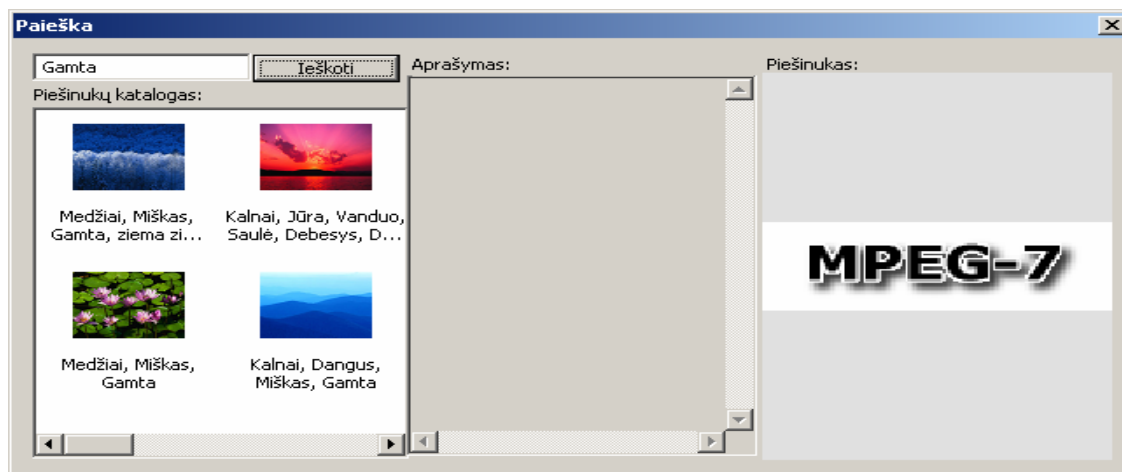 Paieška
Gamta
Ieškoti
Aprašymas:
Piešinukas:
Piešinukų katalogas:
Medžiai, Miškas,
Gamta, ziema zi...
Kalnai, Jūra, Vanduo,
Saulė, Debesys, D...
Medžiai, Miškas,
Gamta
Kalnai, Dangus,
Miškas, Gamta
MPEG-7